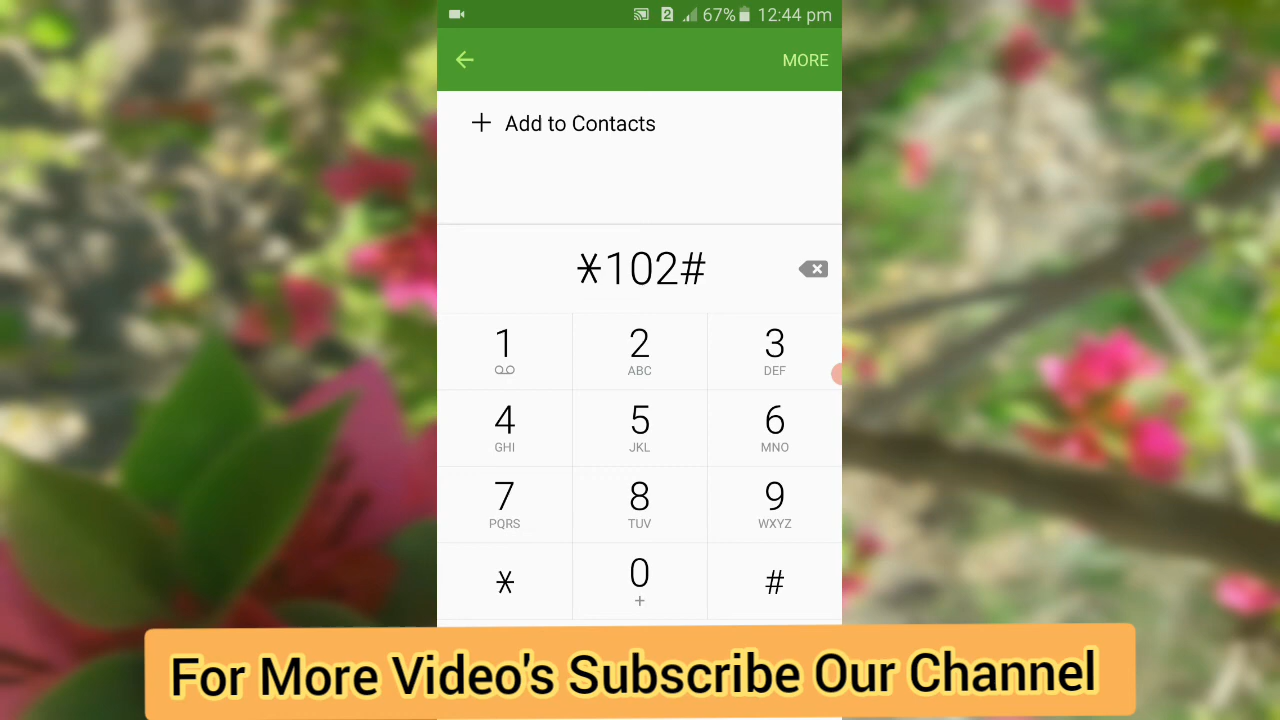 2 67% 12:44 pm
MORE
+ Add to Contacts
*102#
1 2 3
ABC DEF
4 5 6
GHI JKL MNO
7 8 9
PQRS TUV WXYZ
* 0 #
+
For More Video's Subscribe Our Channel